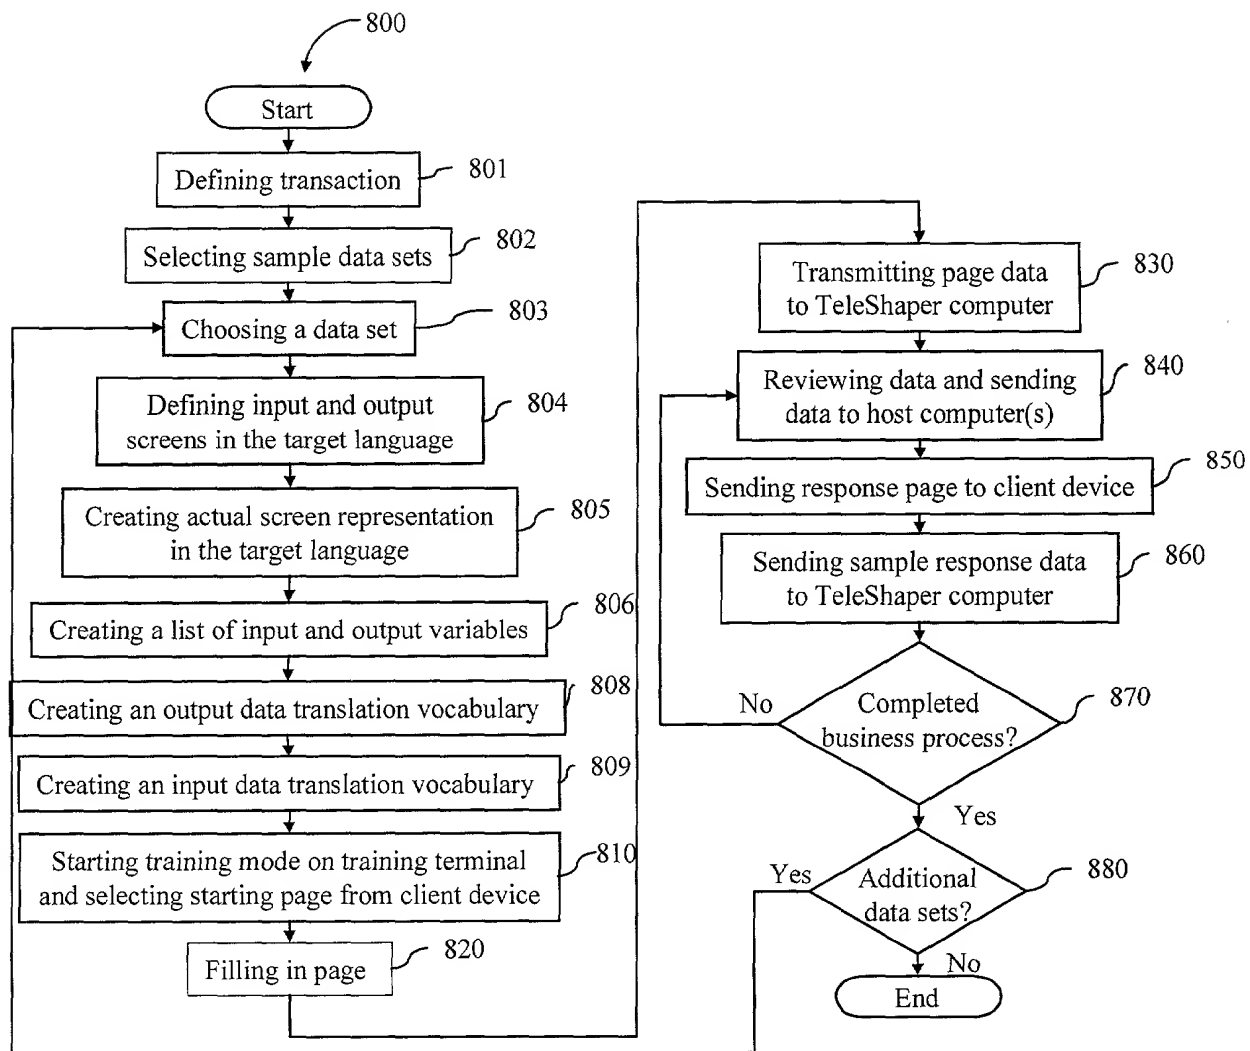 800
Start
Defining transaction
801
Selecting sample data sets
802
Choosing a data set
803
Defining input and output
screens in the target language
804
Creating actual screen representation
in the target language
805
Creating a list of input and output variables
806
Creating an output data translation vocabulary
808
Creating an input data translation vocabulary
809
Starting training mode on training terminal
and selecting starting page from client device
810
Filling in page
820
Transmitting page data
to TeleShaper computer
830
Reviewing data and sending
data to host computer(s)
840
Sending response page to client device
850
Sending sample response data
to TeleShaper computer
860
Completed
business process?
870
No
Yes
Additional
data sets?
880
Yes
No
End